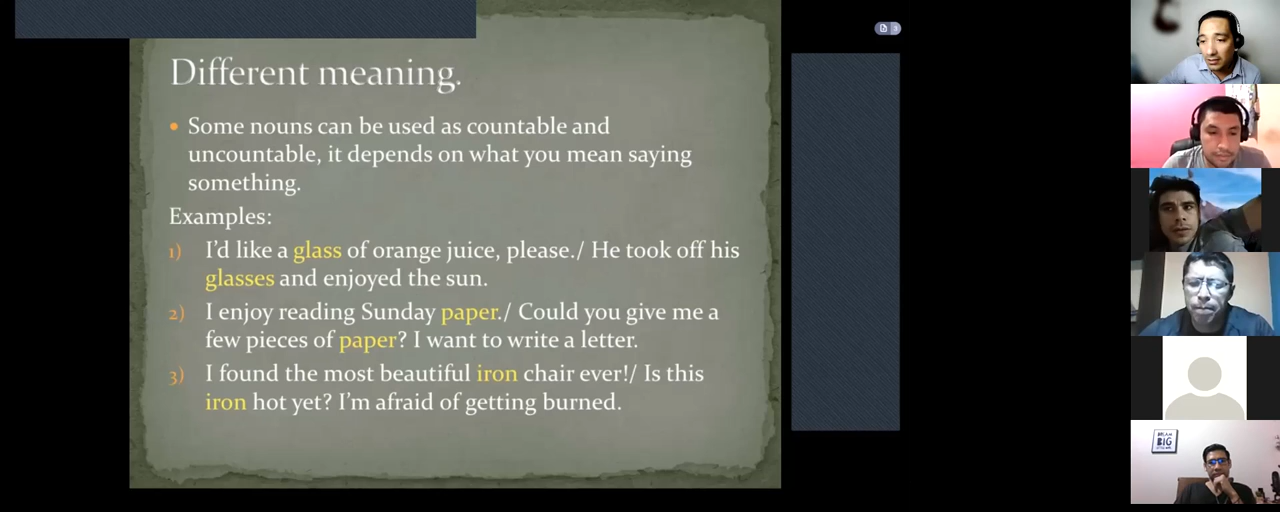 Different meaning.
• Some nouns can be used as countable and
uncountable, it depends on what you mean saying
something.
Examples:
1) I'd like a glass of orange juice, please./ He took off his
glasses and enjoyed the sun.
2) I enjoy reading Sunday paper./ Could you give me a
few pieces of paper? I want to write a letter.
3) I found the most beautiful iron chair ever!/ Is this
iron hot yet? I'm afraid of getting burned.
DREAM
BIG